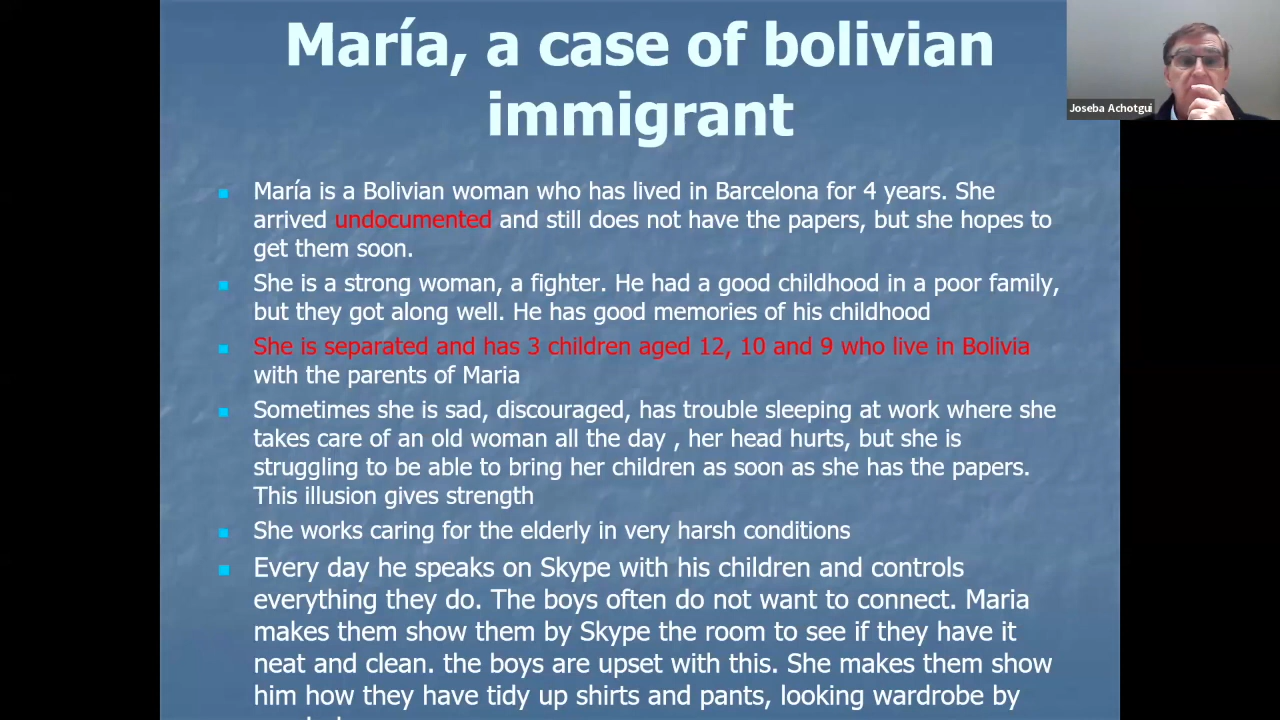 María, a case of bolivian
immigrant
Joseba Achotgui
María is a Bolivian woman who has lived in Barcelona for 4 years. She
arrived undocumented and still does not have the papers, but she hopes to
get them soon.
She is a strong woman, a fighter. He had a good childhood in a poor family,
but they got along well. He has good memories of his childhood
She is separated and has 3 children aged 12, 10 and 9 who live in Bolivia
with the parents of Maria
Sometimes she is sad, discouraged, has trouble sleeping at work where she
takes care of an old woman all the day , her head hurts, but she is
struggling to be able to bring her children as soon as she has the papers.
This illusion gives strength
She works caring for the elderly in very harsh conditions
Every day he speaks on Skype with his children and controls
everything they do. The boys often do not want to connect. Maria
makes them show them by Skype the room to see if they have it
neat and clean. the boys are upset with this. She makes them show
him how they have tidy up shirts and pants, looking wardrobe by